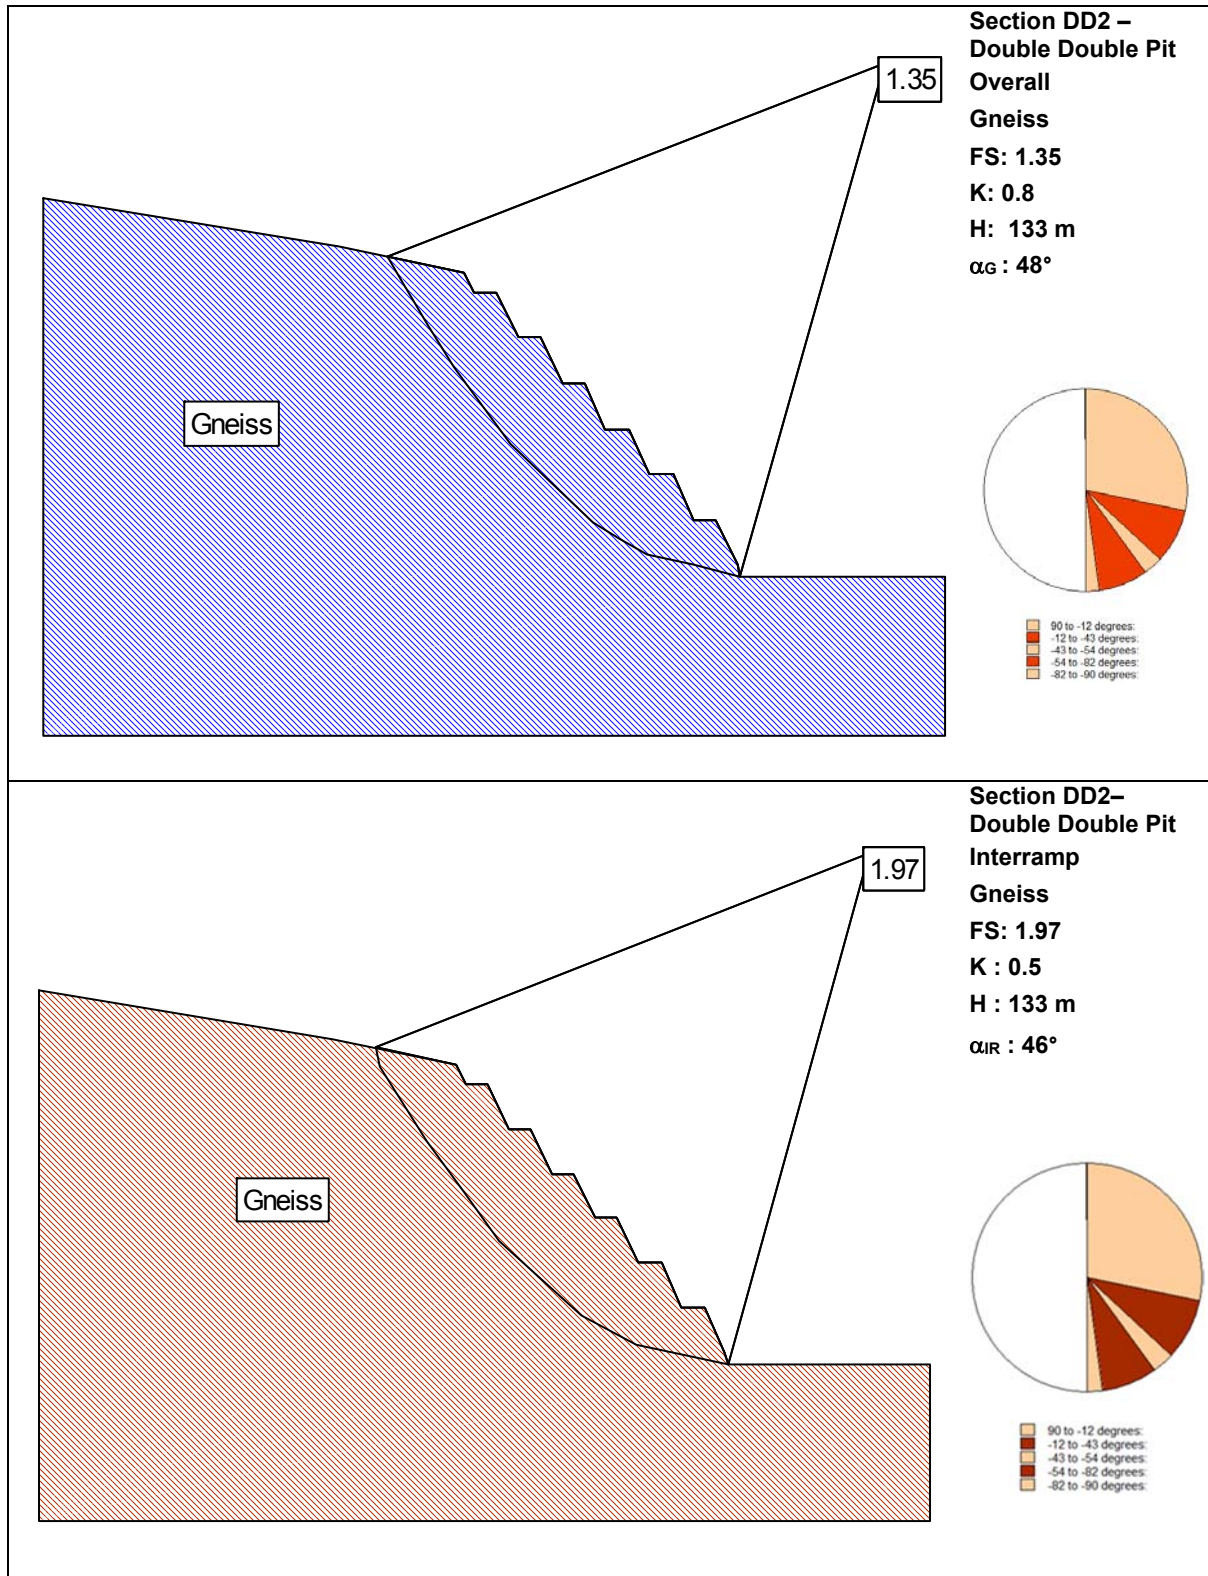 Section DD2 –
Double Double Pit
Overall
Gneiss
FS: 1.35
K: 0.8
H: 133 m
αG : 48°
1.35
Gneiss
90 to -12 degrees:
-12 to -43 degrees:
-43 to -54 degrees:
-54 to -82 degrees:
-82 to -90 degrees:
Section DD2–
Double Double Pit
Interramp
Gneiss
FS: 1.97
K : 0.5
H : 133 m
αIR : 46°
1.97
Gneiss
90 to -12 degrees:
-12 to -43 degrees:
-43 to -54 degrees:
-54 to -82 degrees:
-82 to -90 degrees: